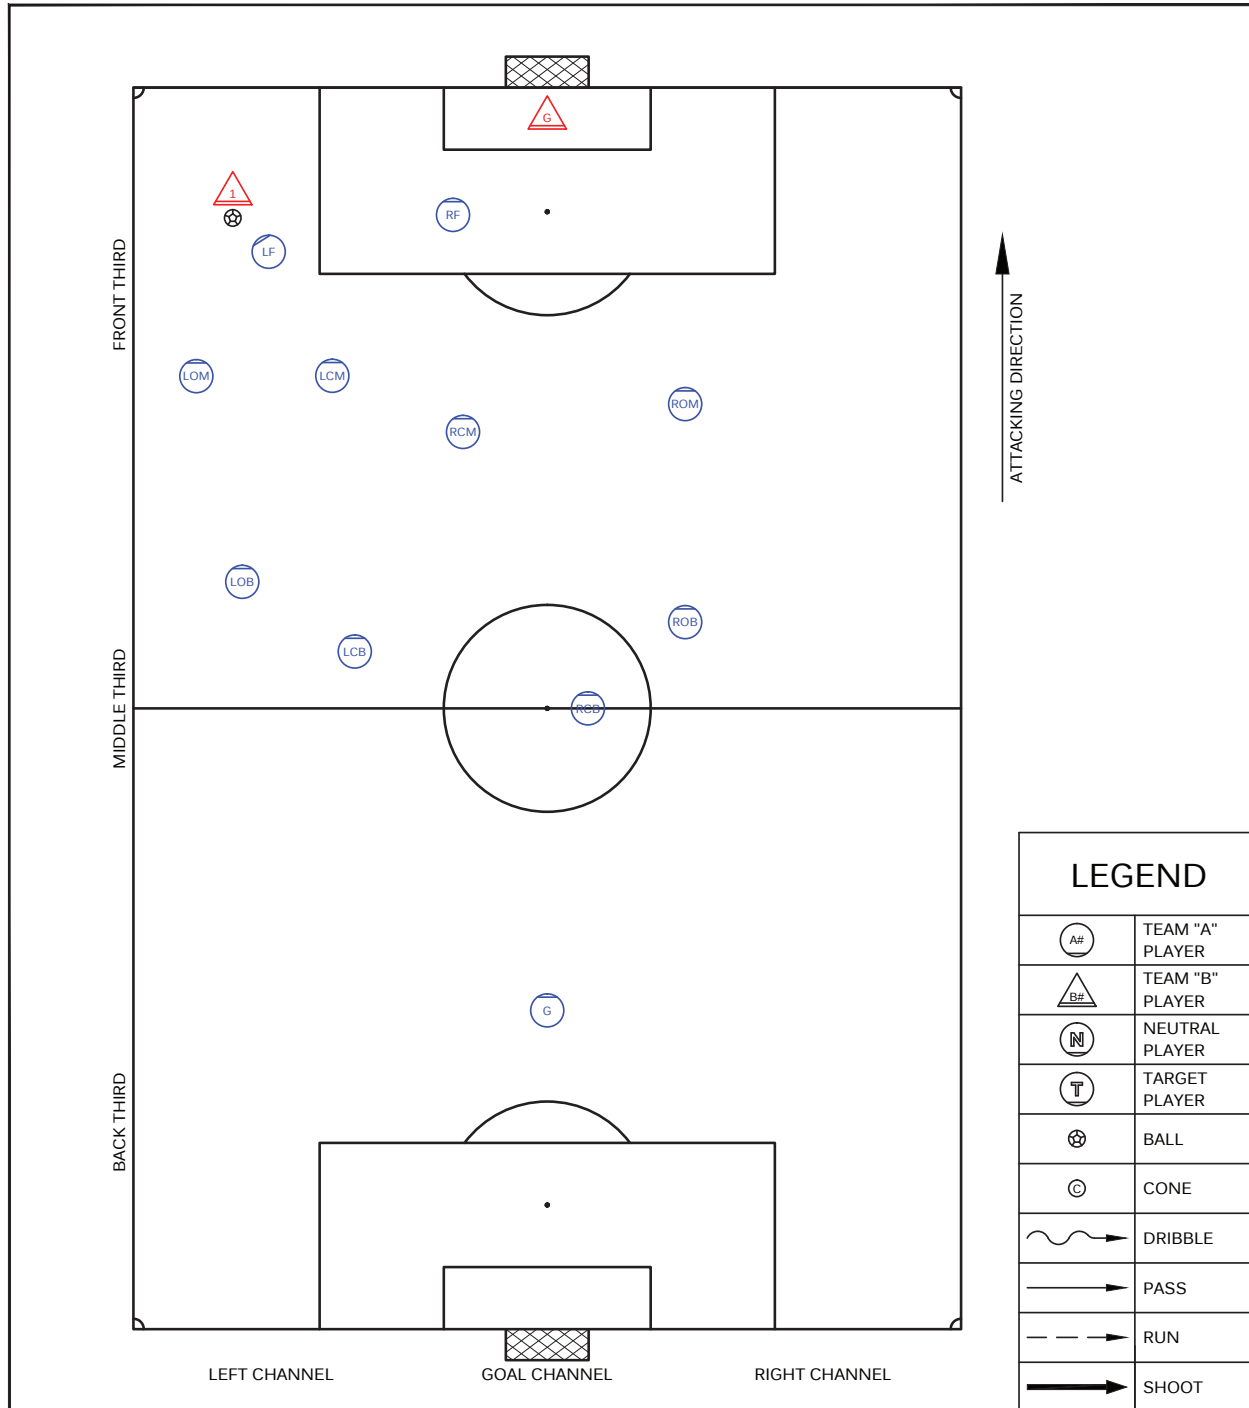 G
1
RF
LF
FRONT THIRD
LOM
LCM
ROM
RCM
ATTACKING DIRECTION
LOB
ROB
LCB
MIDDLE THIRD
RCB
G
BACK THIRD
LEFT CHANNEL
GOAL CHANNEL
RIGHT CHANNEL
LEGEND
A#
TEAM "A"
PLAYER
B#
TEAM "B"
PLAYER
N
NEUTRAL
PLAYER
T
TARGET
PLAYER
BALL
C
CONE
DRIBBLE
PASS
RUN
SHOOT